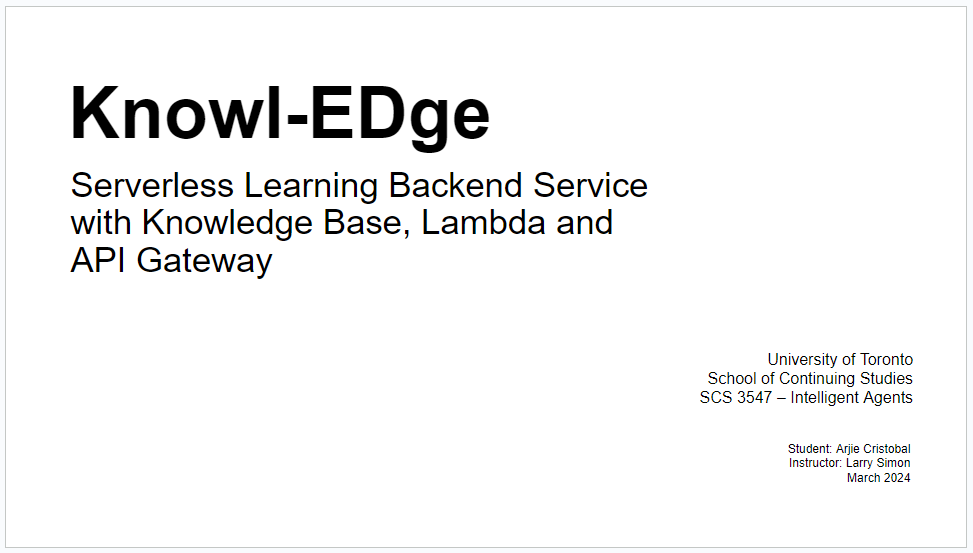 Knowl-EDge
Serverless Learning Backend Service
with Knowledge Base, Lambda and
API Gateway
University of Toronto
School of Continuing Studies
SCS 3547 – Intelligent Agents
Student: Arjie Cristobal
Instructor: Larry Simon
March 2024